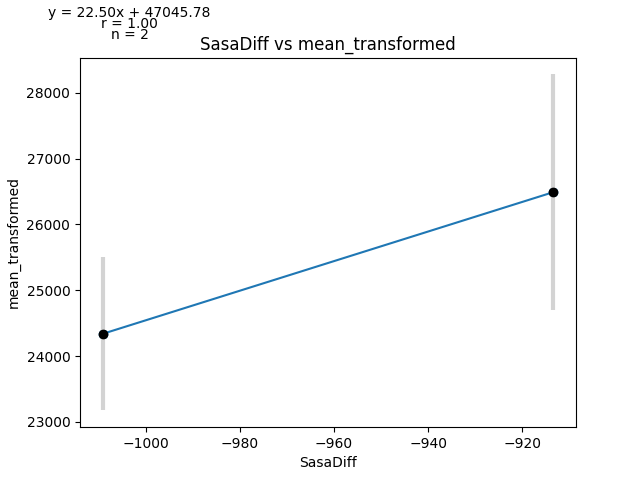 y = 22.50x + 47045.78
r = 1.00
n = 2
SasaDiff vs mean_transformed
28000
27000
26000
25000
24000
23000
mean_transformed
−1000
−980
−960
−940
−920
SasaDiff